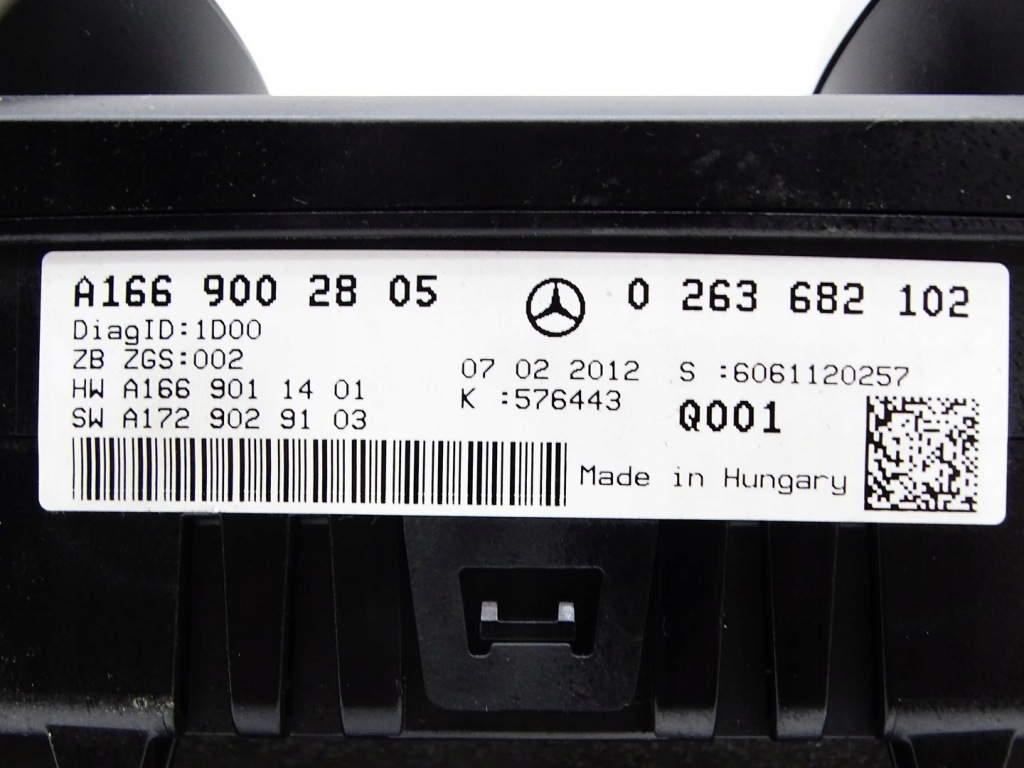 A166 900 28 05
0 263 682 102
DiagID:1D00
ZB ZGS:002
07 02 2012
S :6061120257
HW A166 901 14 01
K :576443
SW A172 902 91 03
Q001
Made in Hungary